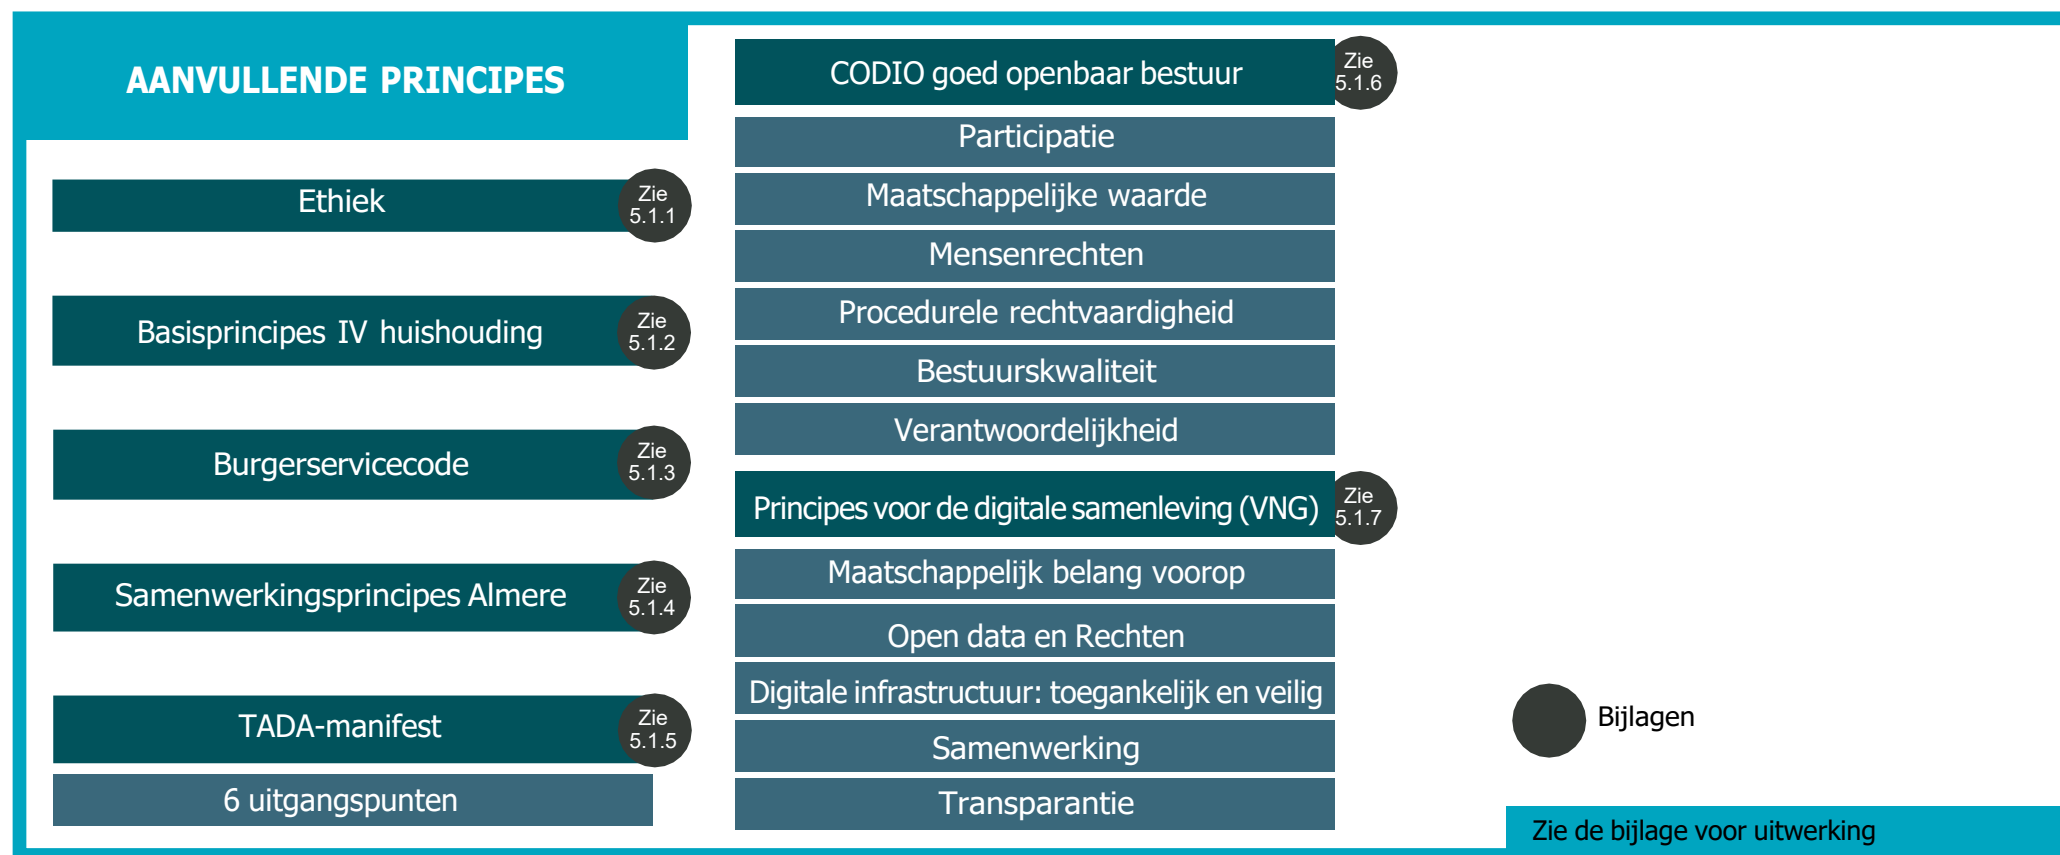 AANVULLENDE PRINCIPES
Ethiek
Zie
5.1.1
Basisprincipes IV huishouding
Zie
5.1.2
Burgerservicecode
Zie
5.1.3
Samenwerkingsprincipes Almere
Zie
5.1.4
TADA-manifest
Zie
5.1.5
6 uitgangspunten
CODIO goed openbaar bestuur
Zie
5.1.6
Participatie
Maatschappelijke waarde
Mensenrechten
Procedurele rechtvaardigheid
Bestuurskwaliteit
Verantwoordelijkheid
Principes voor de digitale samenleving (VNG)
Zie
5.1.7
Maatschappelijk belang voorop
Open data en Rechten
Digitale infrastructuur: toegankelijk en veilig
Samenwerking
Transparantie
Bijlagen
Zie de bijlage voor uitwerking